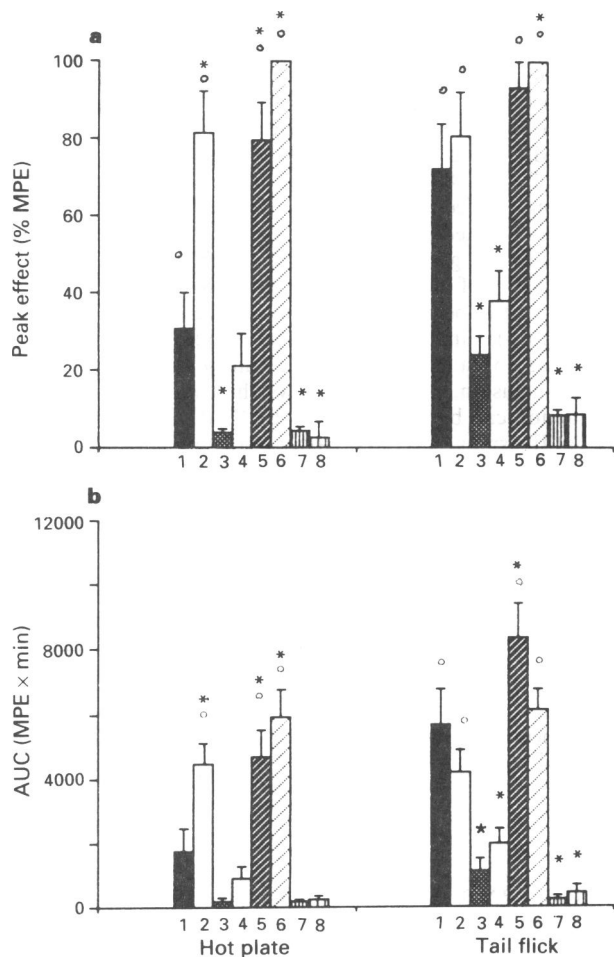 a
Peak effect (% MPE)
100
80
60
40
20
0
1 2 3 4 5 6 7 8
1 2 3 4 5 6 7 8
b
AUC (MPE × min)
12000
8000
4000
0
1 2 3 4 5 6 7 8
1 2 3 4 5 6 7 8
Hot plate
Tail flick